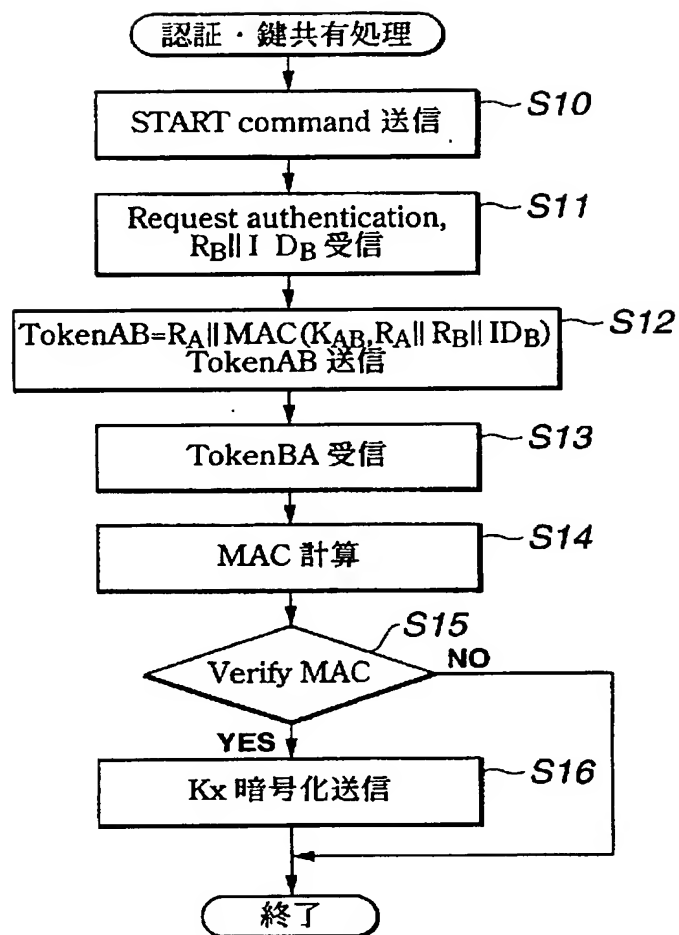 認証・鍵共有処理
START command 送信
S10
Request authentication,
RB||I DB 受信
S11
TokenAB=RA||MAC(KAB,RA||RB||IDB)
TokenAB 送信
S12
TokenBA 受信
S13
MAC 計算
S14
Verify MAC
S15
NO
YES
Kx 暗号化送信
S16
終了